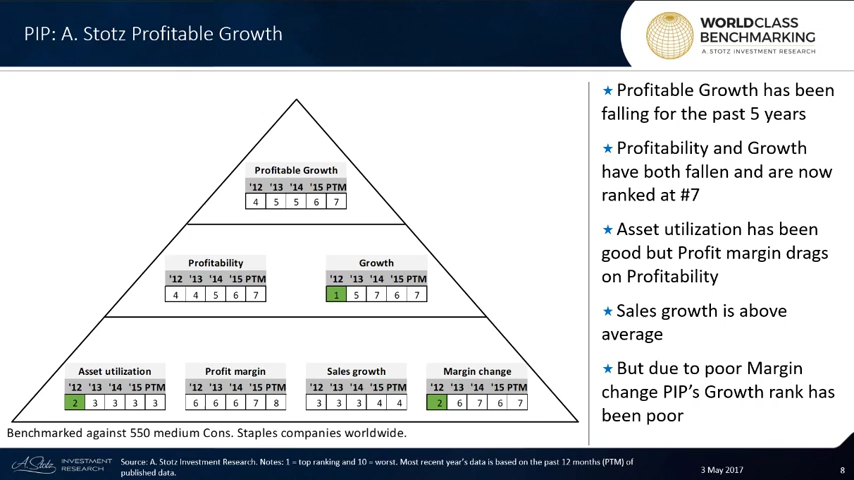 PIP: A. Stotz Profitable Growth
WORLDCLASS
BENCHMARKING
A. STOTZ INVESTMENT RESEARCH
Profitable Growth
'12 '13 '14 '15 PTM
4 5 5 6 7
Profitability
'12 '13 '14 '15 PTM
4 4 5 6 7
Growth
'12 '13 '14 '15 PTM
1 5 7 6 7
Asset utilization
'12 '13 '14 '15 PTM
2 3 3 3 3
Profit margin
'12 '13 '14 '15 PTM
6 6 6 7 8
Sales growth
'12 '13 '14 '15 PTM
3 3 3 4 4
Margin change
'12 '13 '14 '15 PTM
2 6 7 6 7
Benchmarked against 550 medium Cons. Staples companies worldwide.
★ Profitable Growth has been
falling for the past 5 years
★ Profitability and Growth
have both fallen and are now
ranked at #7
★ Asset utilization has been
good but Profit margin drags
on Profitability
★ Sales growth is above
average
★ But due to poor Margin
change PIP's Growth rank has
been poor
A. Stotz INVESTMENT
RESEARCH
Source: A. Stotz Investment Research. Notes: 1 = top ranking and 10 = worst. Most recent year's data is based on the past 12 months (PTM) of
published data.
3 May 2017
8